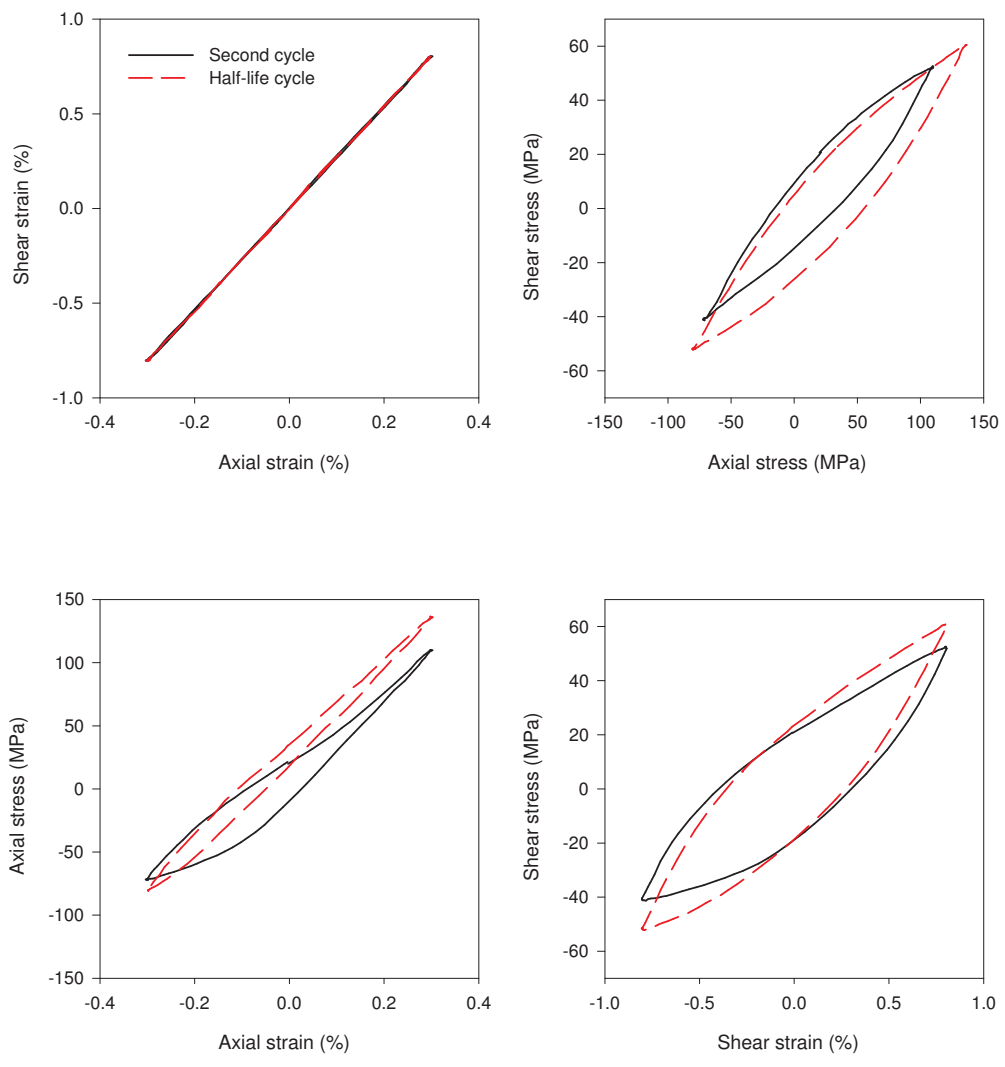 1.0
0.5
0.0
-0.5
-1.0
Shear strain (%)
Second cycle
Half-life cycle
-0.4 -0.2 0.0 0.2 0.4
Axial strain (%)
60
40
20
0
-20
-40
-60
Shear stress (MPa)
-150 -100 -50 0 50 100 150
Axial stress (MPa)
150
100
50
0
-50
-100
-150
Axial stress (MPa)
-0.4 -0.2 0.0 0.2 0.4
Axial strain (%)
60
40
20
0
-20
-40
-60
Shear stress (MPa)
-1.0 -0.5 0.0 0.5 1.0
Shear strain (%)